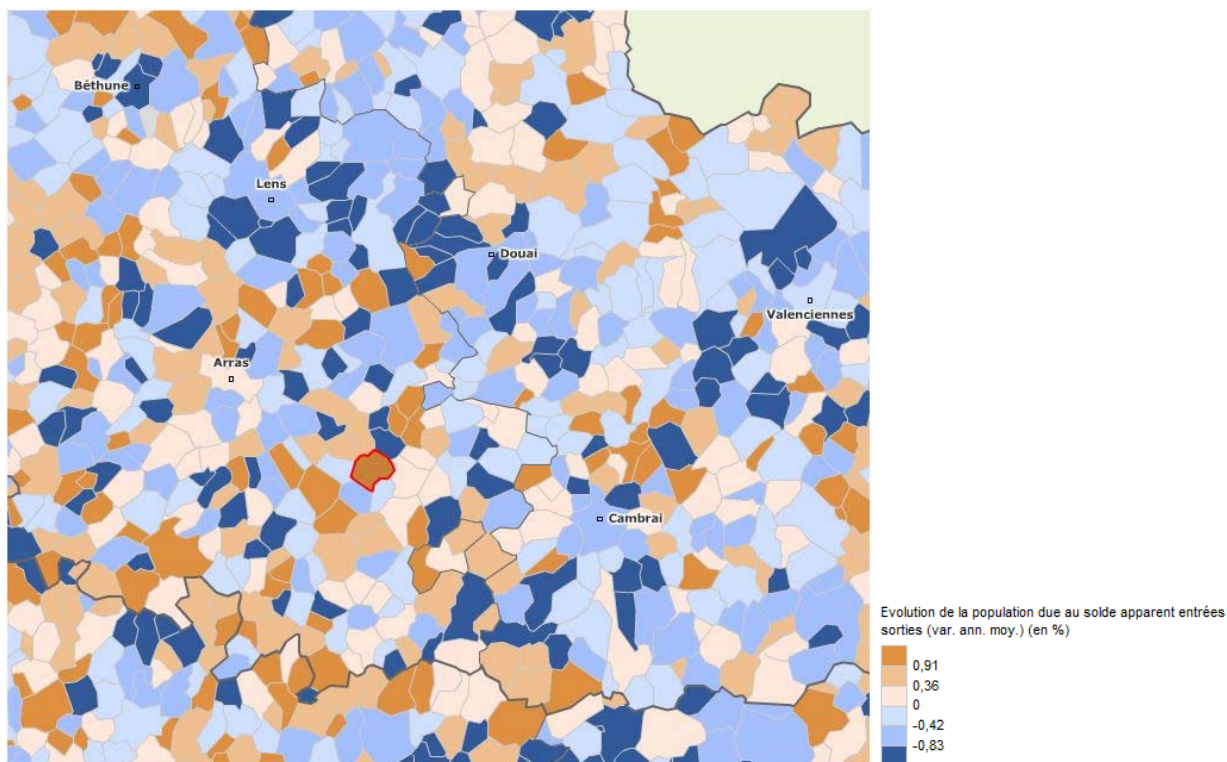 Béthune
Lens
Douai
Valenciennes
Arras
Cambrai
Evolution de la population due au solde apparent entrées
sorties (var. ann. moy.) (en %)
0,91
0,36
0
-0,42
-0,83